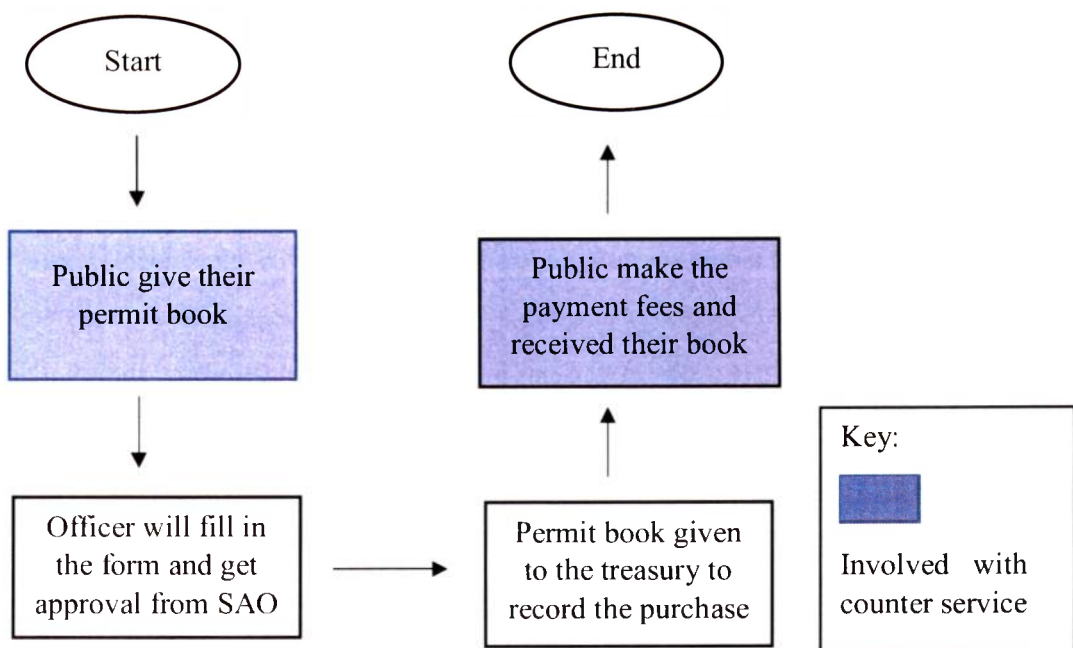 Start
Public give their
permit book
Officer will fill in
the form and get
approval from SAO
Permit book given
to the treasury to
record the purchase
Public make the
payment fees and
received their book
End
Key:
Involved with
counter service